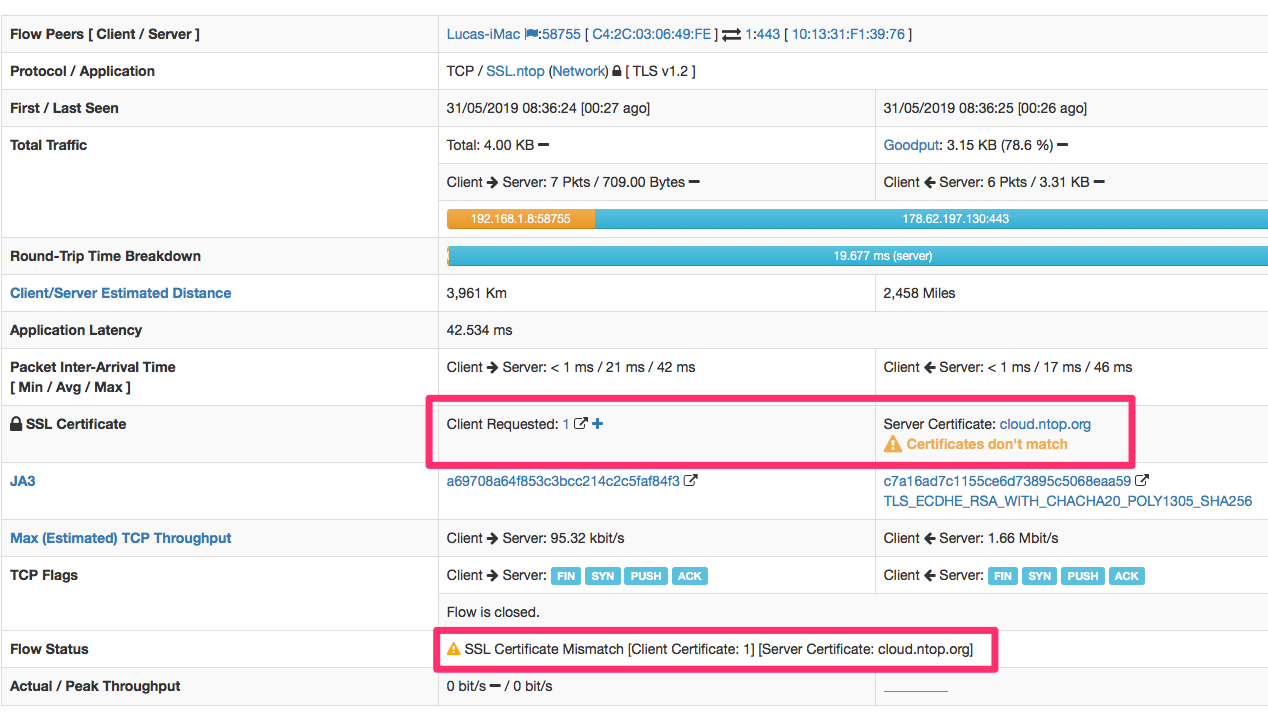 Flow Peers [ Client / Server ]
Lucas-iMac :58755 [ C4:2C:03:06:49:FE ] 1:443 [ 10:13:31:F1:39:76 ]
Protocol / Application
TCP / SSL.ntop (Network) [ TLS v1.2 ]
First / Last Seen
31/05/2019 08:36:24 [00:27 ago]
31/05/2019 08:36:25 [00:26 ago]
Total Traffic
Total: 4.00 KB
Goodput: 3.15 KB (78.6 %)
Client → Server: 7 Pkts / 709.00 Bytes
Client ← Server: 6 Pkts / 3.31 KB
192.168.1.8:58755
178.62.197.130:443
Round-Trip Time Breakdown
19.677 ms (server)
Client/Server Estimated Distance
3,961 Km
2,458 Miles
Application Latency
42.534 ms
Packet Inter-Arrival Time
[ Min / Avg / Max ]
Client → Server: < 1 ms / 21 ms / 42 ms
Client ← Server: < 1 ms / 17 ms / 46 ms
SSL Certificate
Client Requested: 1
Server Certificate: cloud.ntop.org
Certificates don't match
JA3
a69708a64f853c3bcc214c2c5faf84f3
c7a16ad7c1155ce6d73895c5068eaa59
TLS_ECDHE_RSA_WITH_CHACHA20_POLY1305_SHA256
Max (Estimated) TCP Throughput
Client → Server: 95.32 kbit/s
Client ← Server: 1.66 Mbit/s
TCP Flags
Client → Server: FIN SYN PUSH ACK
Client ← Server: FIN SYN PUSH ACK
Flow is closed.
Flow Status
SSL Certificate Mismatch [Client Certificate: 1] [Server Certificate: cloud.ntop.org]
Actual / Peak Throughput
0 bit/s — / 0 bit/s